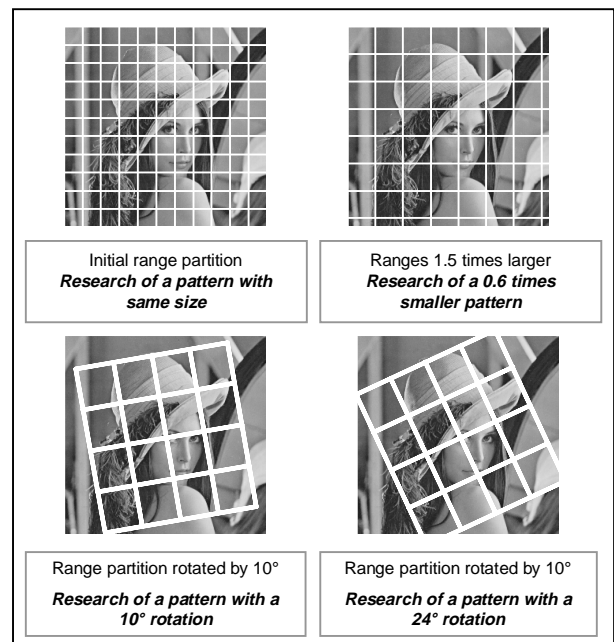 Initial range partition
Research of a pattern with
same size
Ranges 1.5 times larger
Research of a 0.6 times
smaller pattern
Range partition rotated by 10°
Research of a pattern with a
10° rotation
Range partition rotated by 10°
Research of a pattern with a
24° rotation